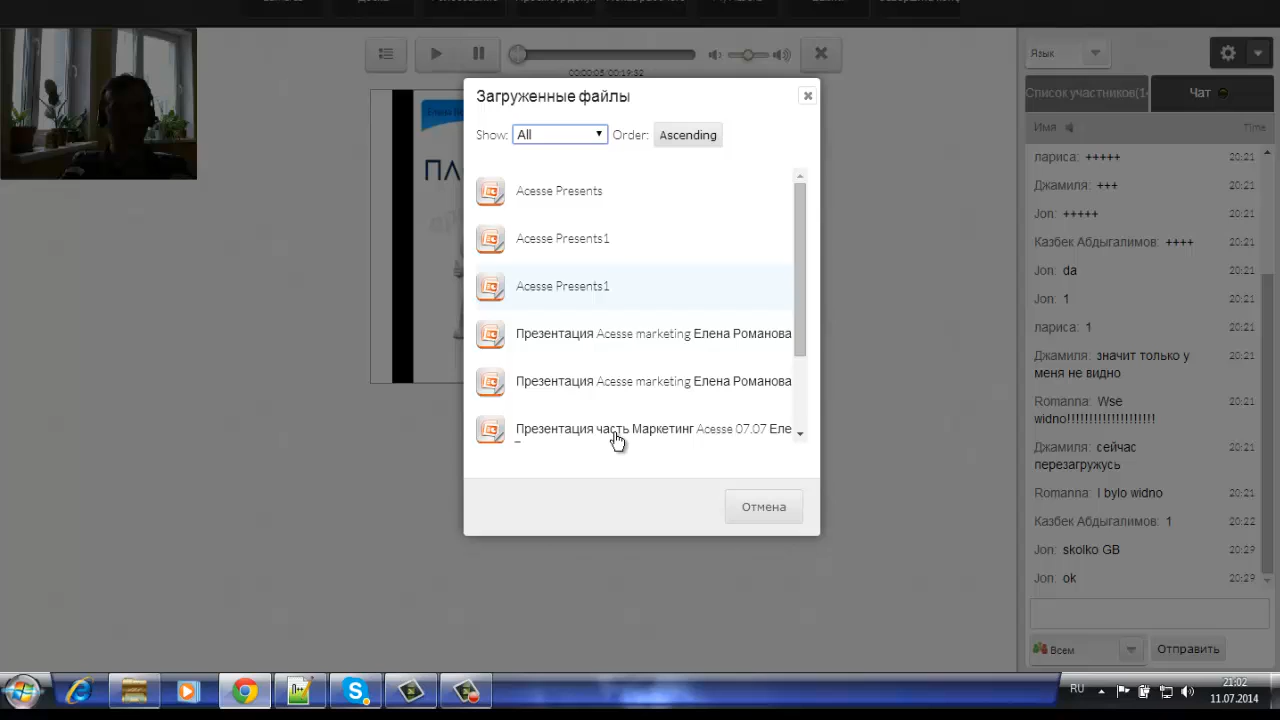 00:00:05/00:19:32
Загруженные файлы
Show: All Order: Ascending
Acesse Presents
Acesse Presents1
Acesse Presents1
Презентация Acesse marketing Елена Романова
Презентация Acesse marketing Елена Романова
Презентация часть Маркетинг Acesse 07.07 Еле
Отмена
Язык
Список участников(1
Чат
Имя Time
лариса: +++++ 20:21
Джамиля: +++ 20:21
Jon: +++++ 20:21
Казбек Абдыгалимов: ++++ 20:21
Jon: da 20:21
Jon: 1 20:21
лариса: 1 20:21
Джамиля: значит только у 20:21
меня не видно
Romanna: Wse 20:21
widno!!!!!!!!!!!!!!!!!!!!
Джамиля: сейчас 20:21
перезагружусь
Romanna: I bylo widno 20:21
Казбек Абдыгалимов: 1 20:22
Jon: skolko GB 20:29
Jon: ok 20:29
Всем Отправить
RU
21:02
11.07.2014